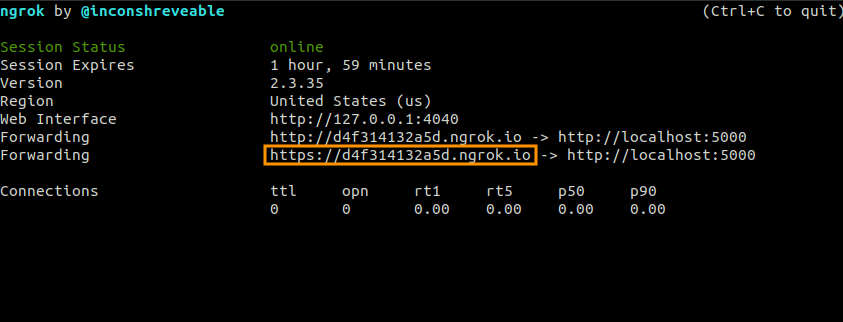 ngrok by @inconshreveable (Ctrl+C to quit)
Session Status online
Session Expires 1 hour, 59 minutes
Version 2.3.35
Region United States (us)
Web Interface http://127.0.0.1:4040
Forwarding http://d4f314132a5d.ngrok.io -> http://localhost:5000
Forwarding https://d4f314132a5d.ngrok.io -> http://localhost:5000
Connections ttl opn rt1 rt5 p50 p90
0 0 0.00 0.00 0.00 0.00